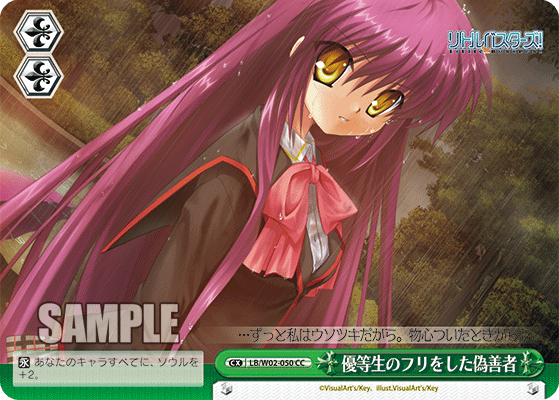 リトルバスターズ!
SAMPLE
…ずっと私はウソツキだから。物心ついたときから。
永 あなたのキャラすべてに、ソウルを
+2。
CX LB/W02-050 CC
優等生のフリをした偽善者
©VisualArt's/Key. illust.VisualArt's/Key